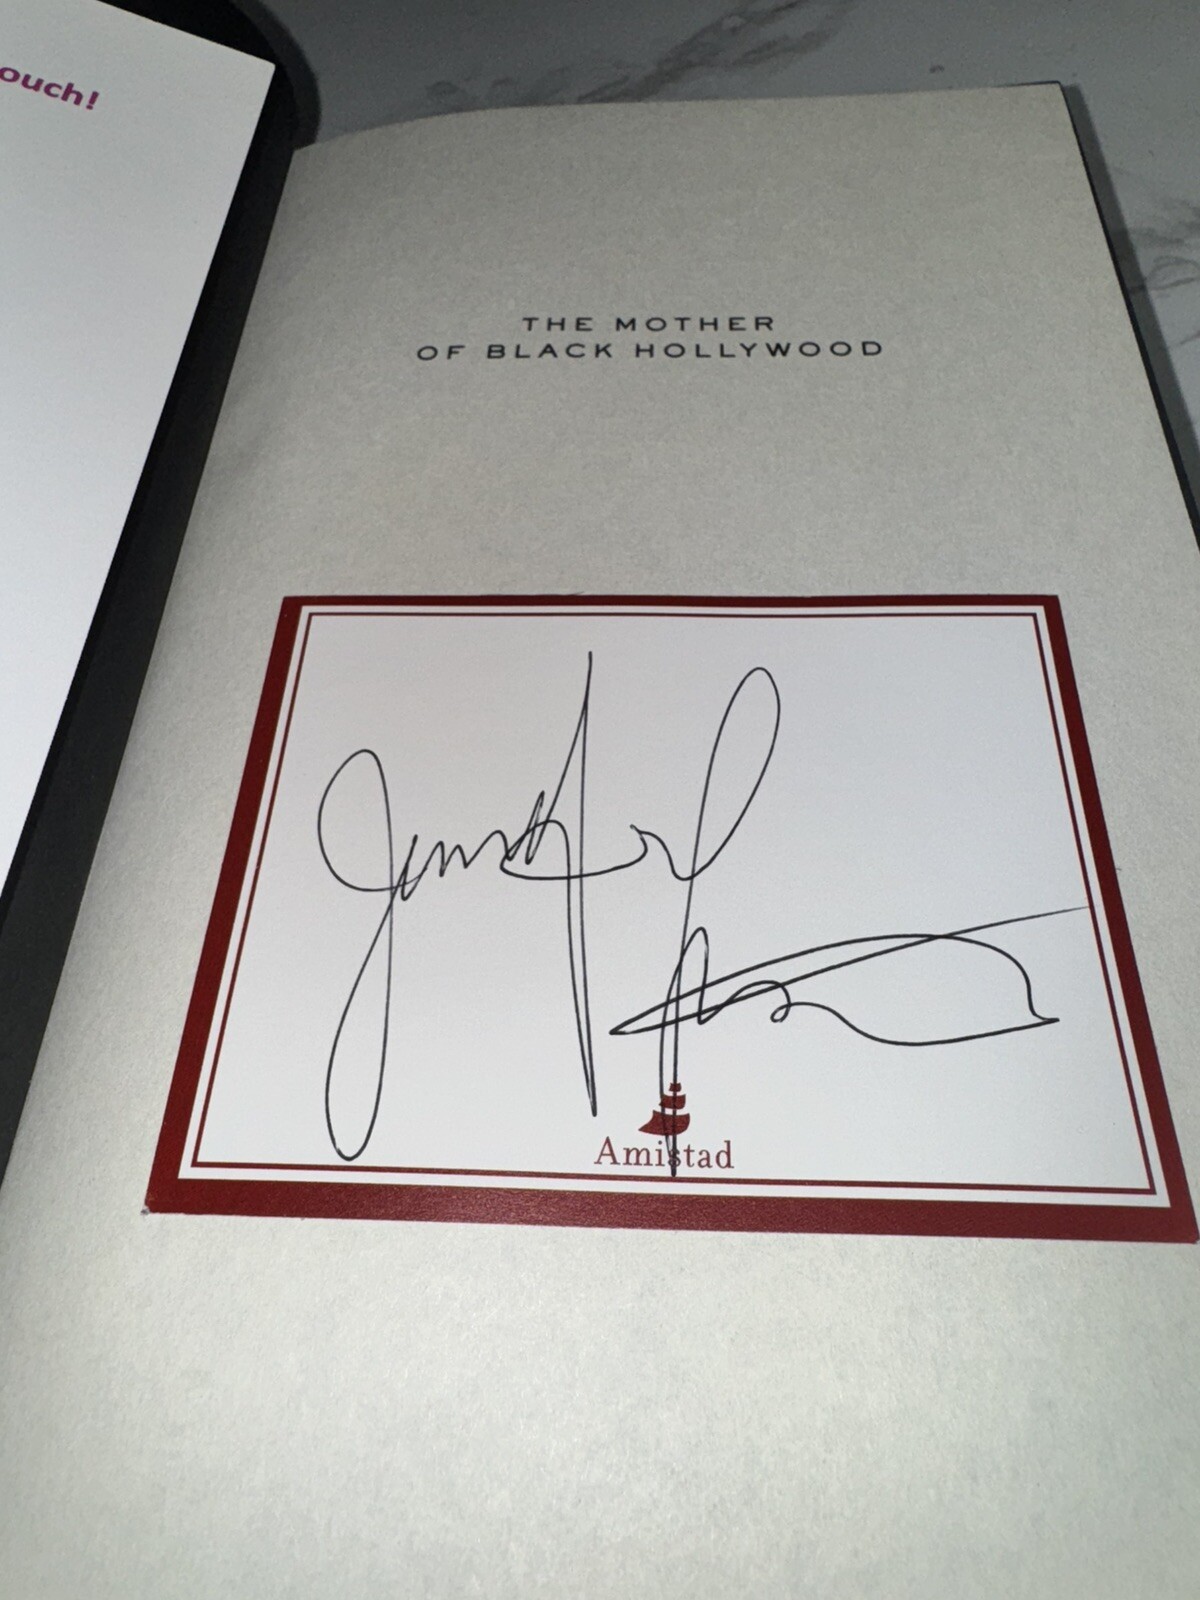 ouch!
THE MOTHER
OF BLACK HOLLYWOOD
Amistad